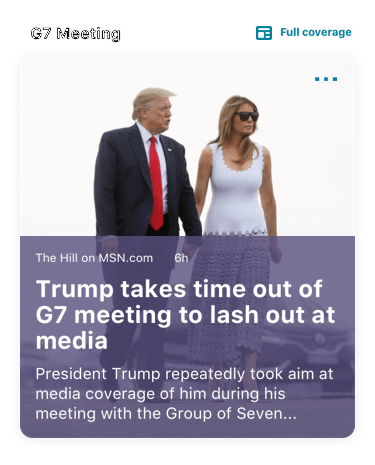 G7 Meeting
Full coverage
The Hill on MSN.com 6h
Trump takes time out of
G7 meeting to lash out at
media
President Trump repeatedly took aim at
media coverage of him during his
meeting with the Group of Seven...